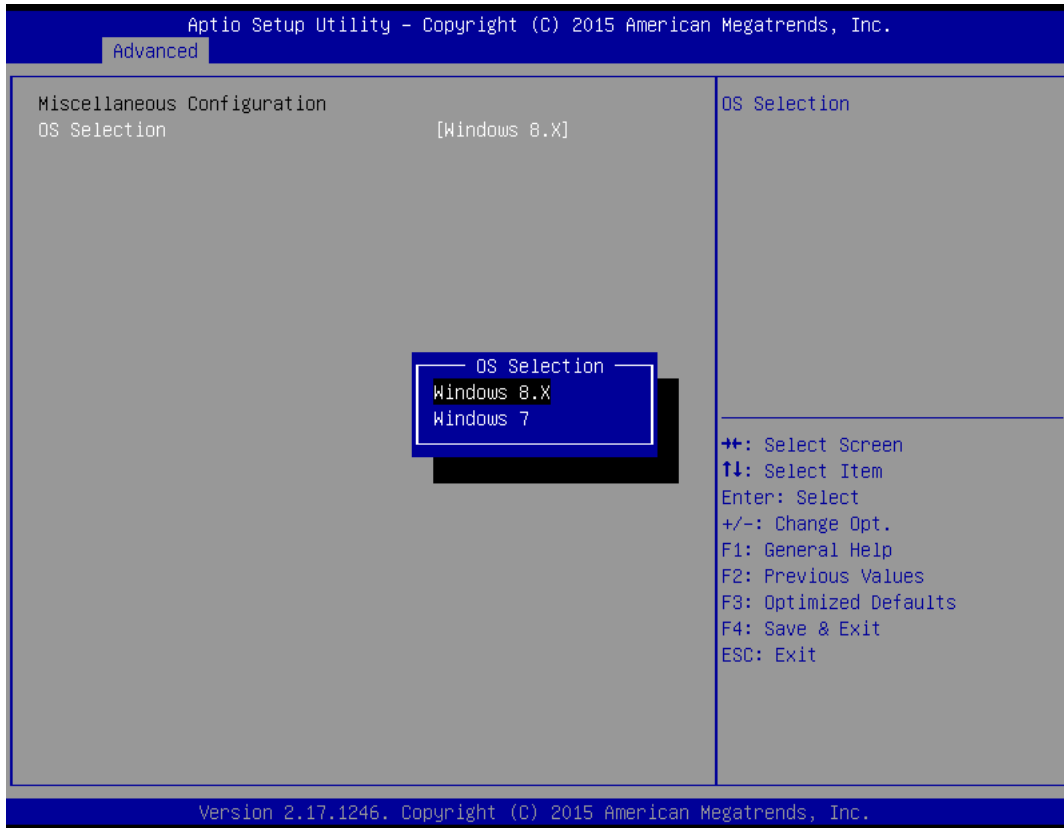 Aptio Setup Utility – Copyright (C) 2015 American Megatrends, Inc.
Advanced
Miscellaneous Configuration
OS Selection [Windows 8.X]
OS Selection
OS Selection
Windows 8.X
Windows 7
→←: Select Screen
↑↓: Select Item
Enter: Select
+/-: Change Opt.
F1: General Help
F2: Previous Values
F3: Optimized Defaults
F4: Save & Exit
ESC: Exit
Version 2.17.1246. Copyright (C) 2015 American Megatrends, Inc.